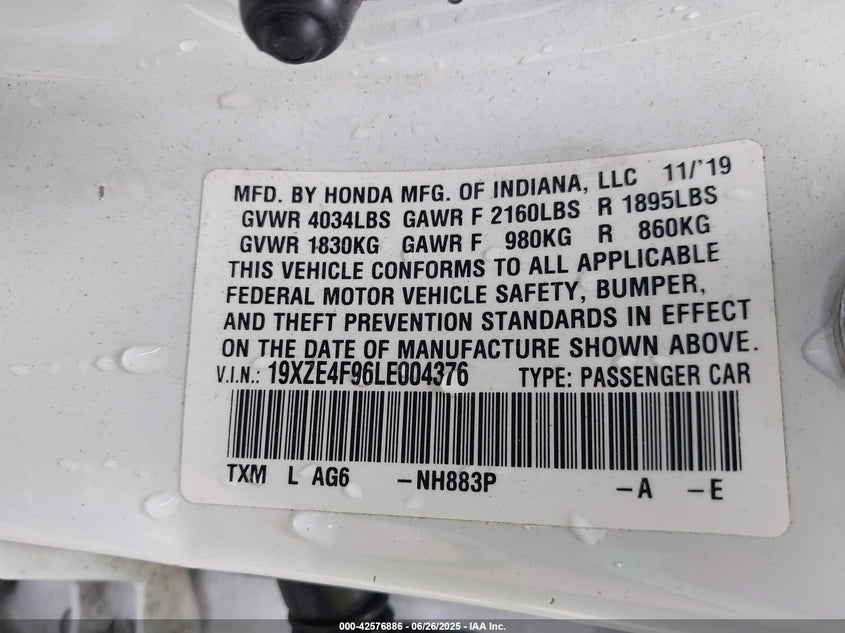 MFD. BY HONDA MFG. OF INDIANA, LLC 11/'19
GVWR 4034LBS GAWR F 2160LBS R 1895LBS
GVWR 1830KG GAWR F 980KG R 860KG
THIS VEHICLE CONFORMS TO ALL APPLICABLE
FEDERAL MOTOR VEHICLE SAFETY, BUMPER,
AND THEFT PREVENTION STANDARDS IN EFFECT
ON THE DATE OF MANUFACTURE SHOWN ABOVE.
V.I.N.: 19XZE4F96LE004376 TYPE: PASSENGER CAR
TXM L AG6 -NH883P -A -E
000-42576886 - 06/26/2025 - IAA Inc.